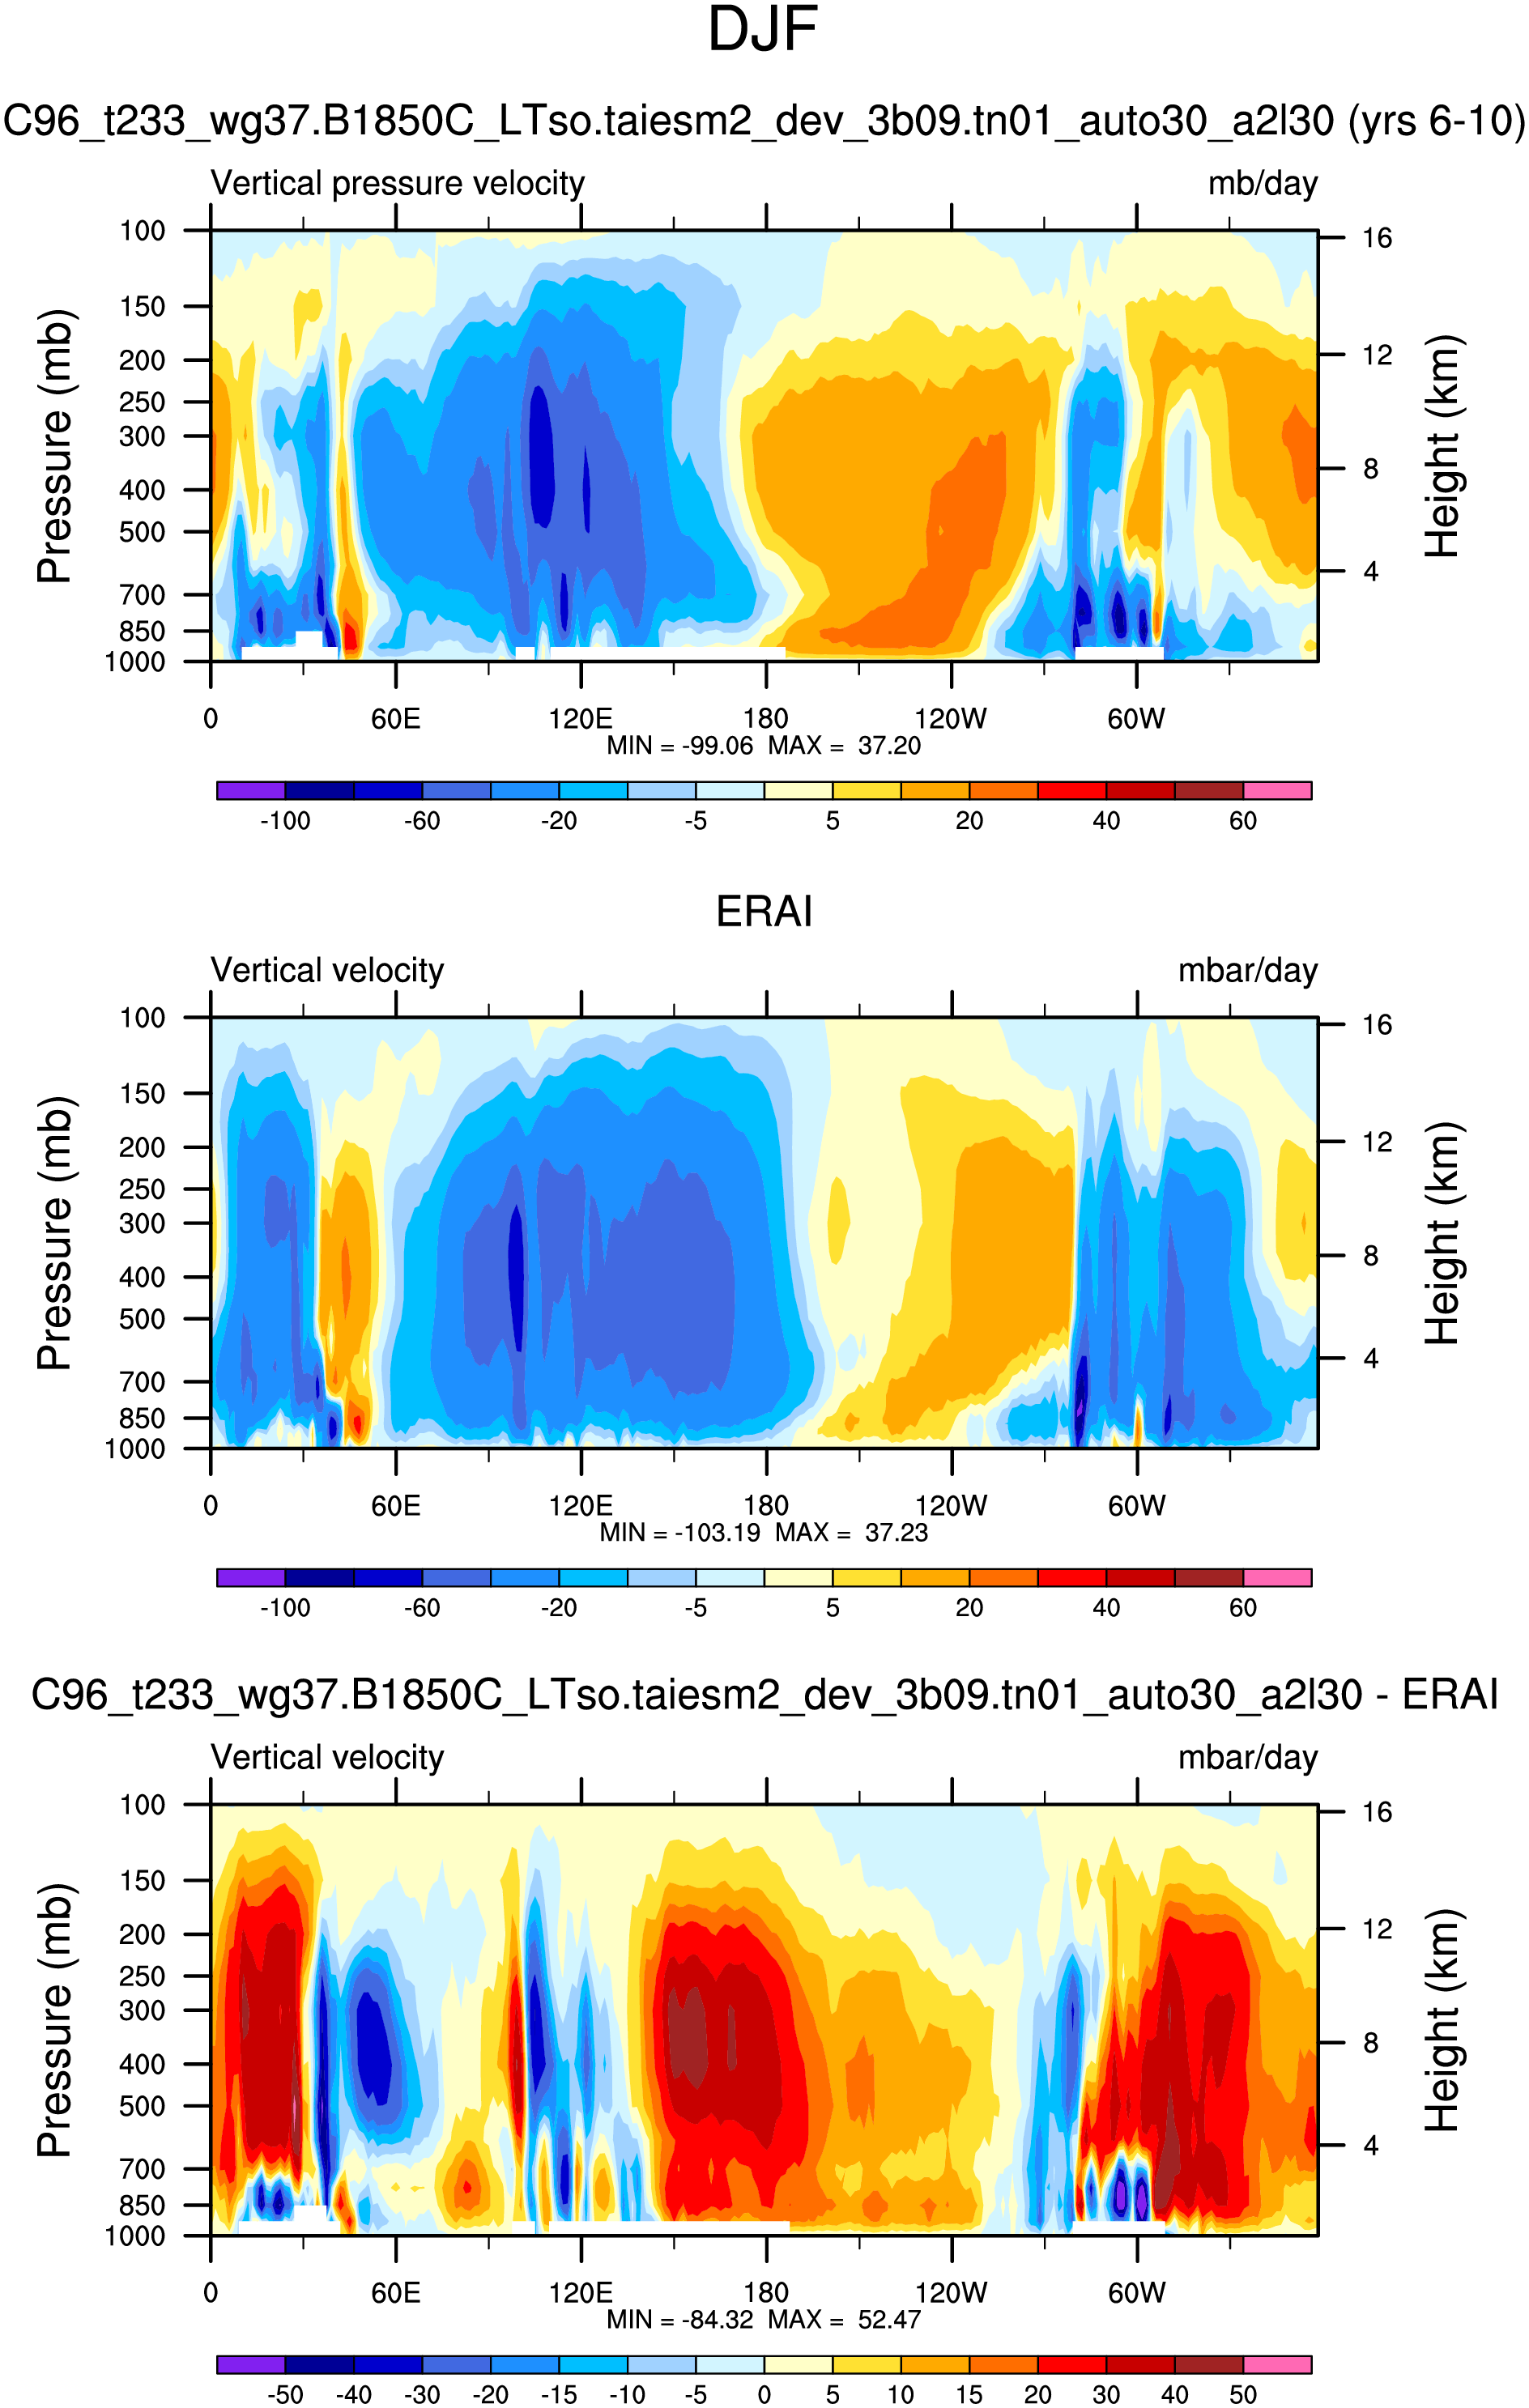 DJF
C96_t233_wg37.B1850C_LTso.taiesm2_dev_3b09.tn01_auto30_a2l30 (yrs 6-10)
Vertical pressure velocity mb/day
Pressure (mb)
100
150
200
250
300
400
500
700
850
1000
16
12
8
4
Height (km)
0 60E 120E 180 120W 60W
MIN = -99.06 MAX = 37.20
-100 -60 -20 -5 5 20 40 60
ERAI
Vertical velocity mbar/day
Pressure (mb)
100
150
200
250
300
400
500
700
850
1000
16
12
8
4
Height (km)
0 60E 120E 180 120W 60W
MIN = -103.19 MAX = 37.23
-100 -60 -20 -5 5 20 40 60
C96_t233_wg37.B1850C_LTso.taiesm2_dev_3b09.tn01_auto30_a2l30 - ERAI
Vertical velocity mbar/day
Pressure (mb)
100
150
200
250
300
400
500
700
850
1000
16
12
8
4
Height (km)
0 60E 120E 180 120W 60W
MIN = -84.32 MAX = 52.47
-50 -40 -30 -20 -15 -10 -5 0 5 10 15 20 30 40 50